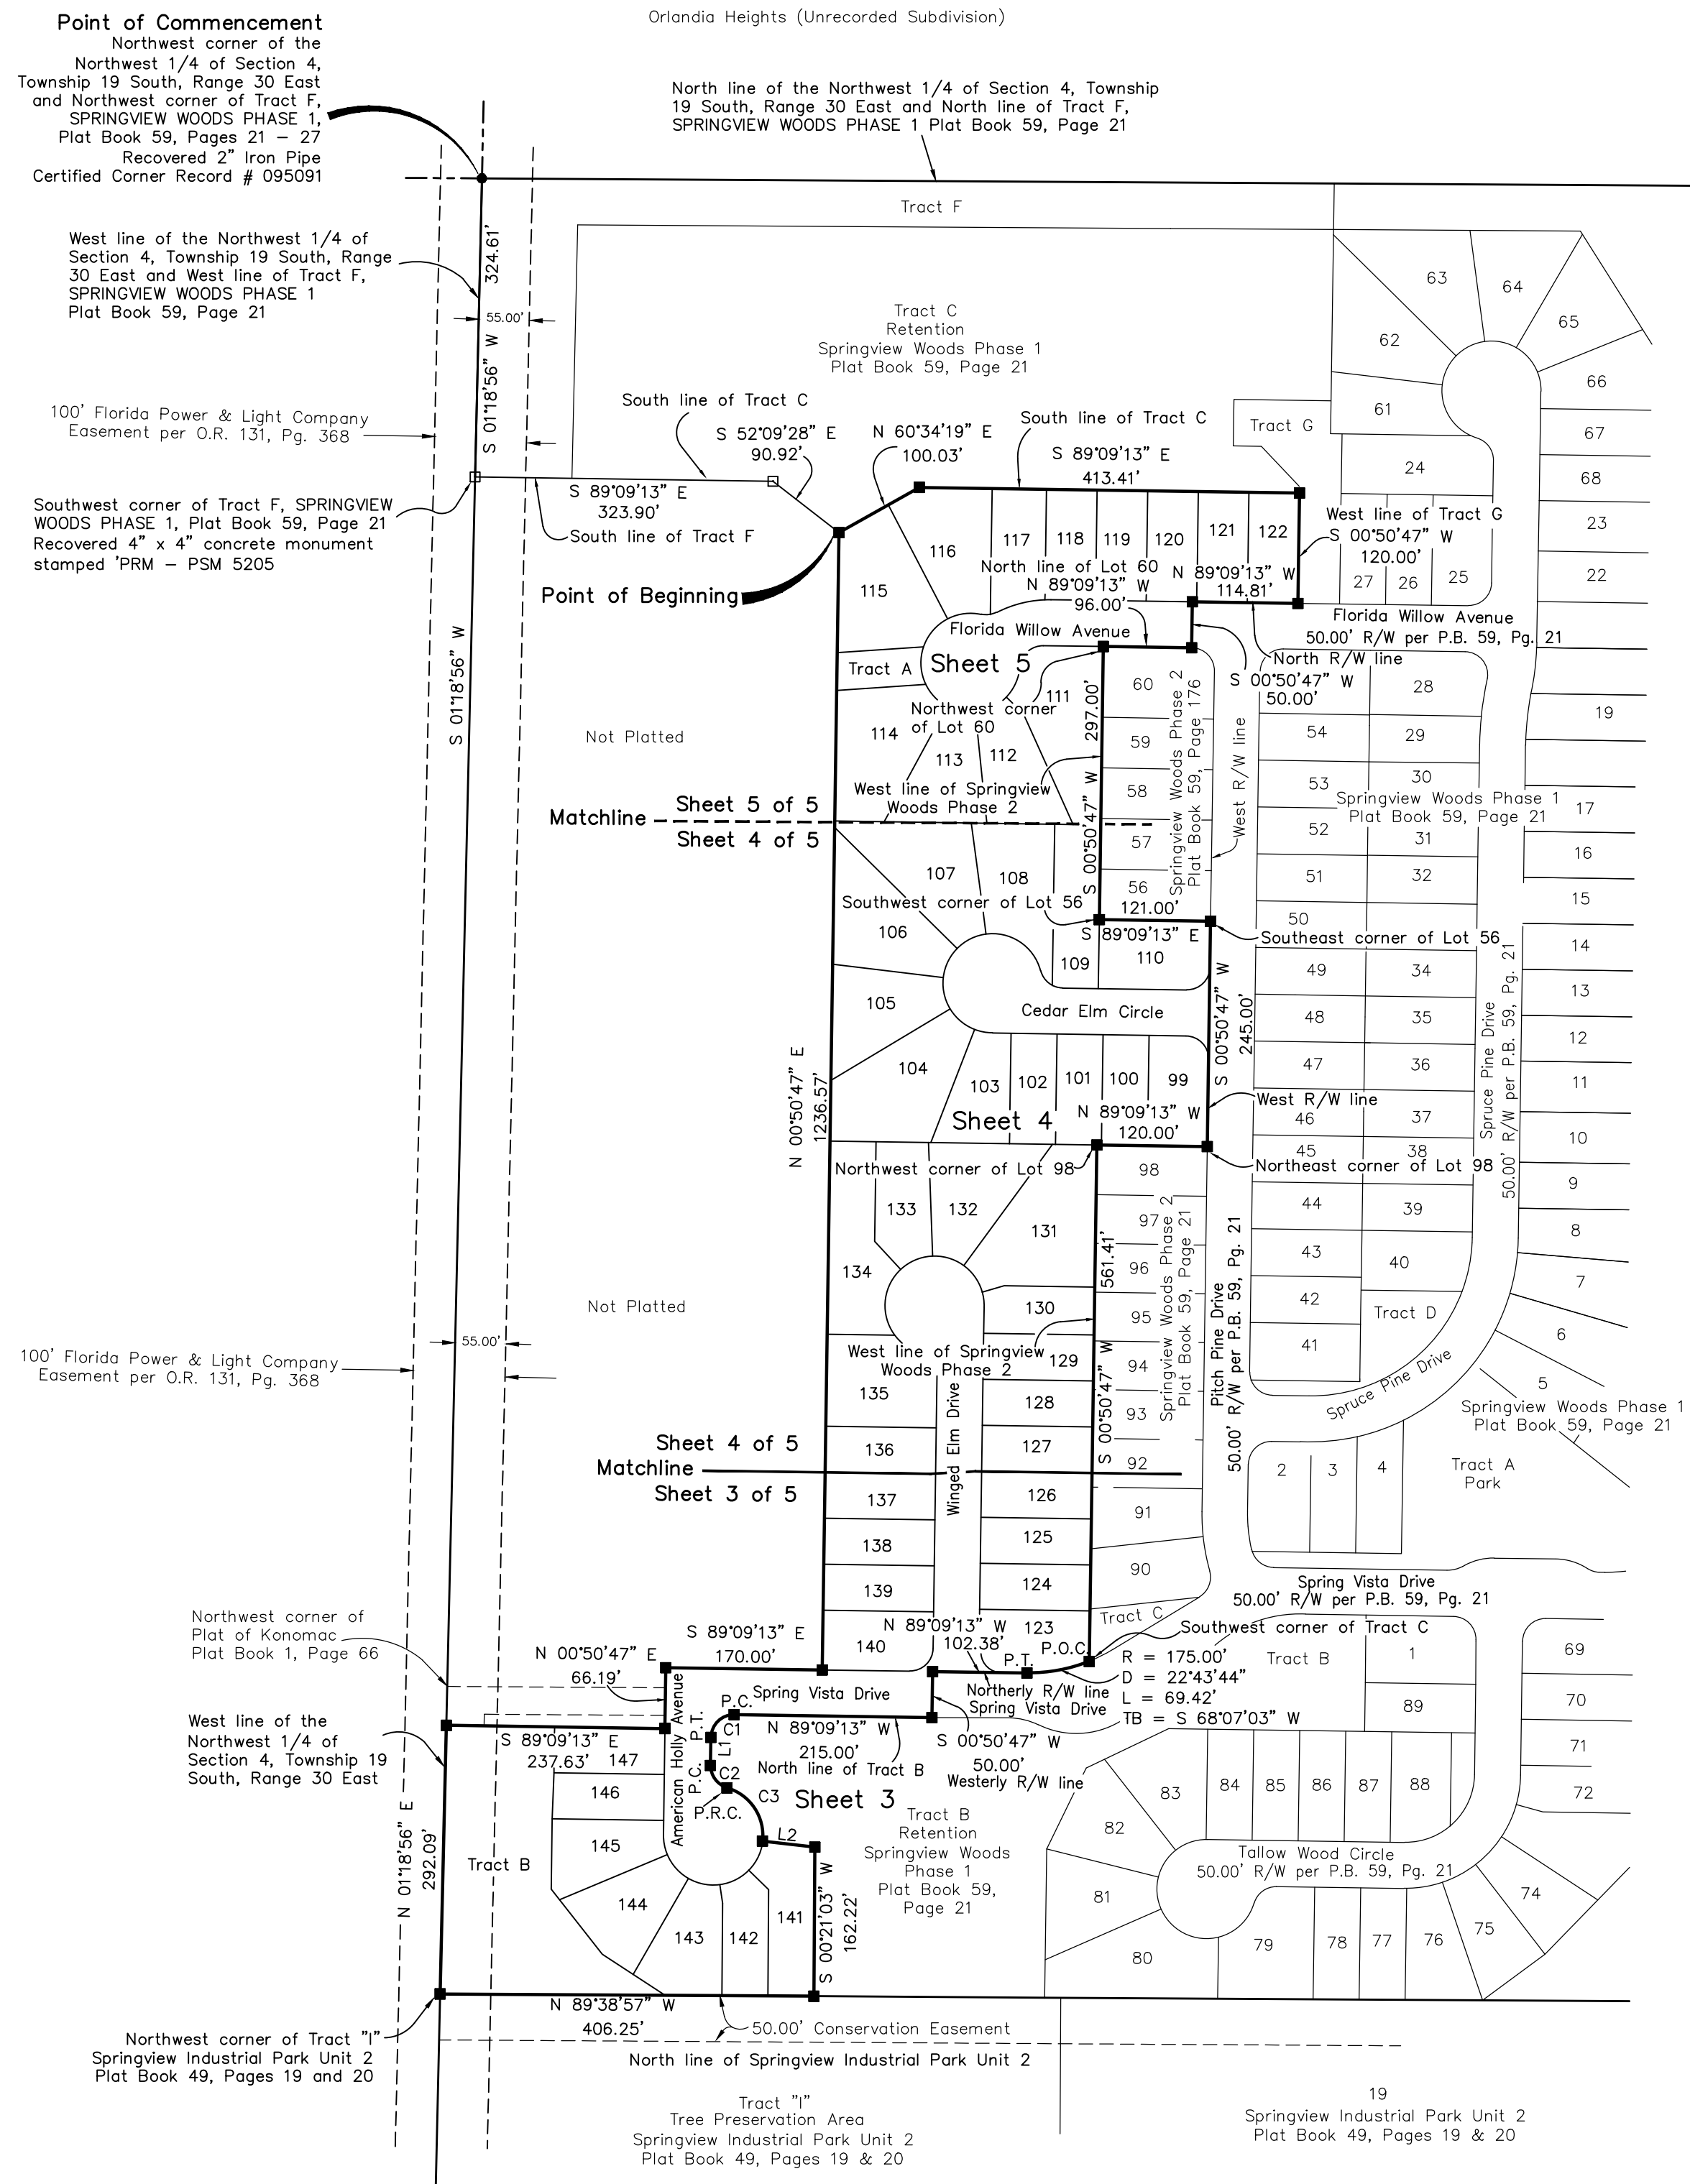 Orlandia Heights (Unrecorded Subdivision)
Point of Commencement
Northwest corner of the
Northwest 1/4 of Section 4,
Township 19 South, Range 30 East
and Northwest corner of Tract F,
SPRINGVIEW WOODS PHASE 1,
Plat Book 59, Pages 21 – 27
Recovered 2" Iron Pipe
Certified Corner Record # 095091
North line of the Northwest 1/4 of Section 4, Township
19 South, Range 30 East and North line of Tract F,
SPRINGVIEW WOODS PHASE 1 Plat Book 59, Page 21
Tract F
West line of the Northwest 1/4 of
Section 4, Township 19 South, Range
30 East and West line of Tract F,
SPRINGVIEW WOODS PHASE 1
Plat Book 59, Page 21
324.61'
55.00'
S 01°18'56" W
Tract C
Retention
Springview Woods Phase 1
Plat Book 59, Page 21
63
64
65
62
66
61
67
24
68
Tract G
100' Florida Power & Light Company
Easement per O.R. 131, Pg. 368
South line of Tract C
S 52°09'28" E
90.92'
N 60°34'19" E
100.03'
South line of Tract C
S 89°09'13" E
413.41'
S 89°09'13" E
323.90'
South line of Tract F
Southwest corner of Tract F, SPRINGVIEW
WOODS PHASE 1, Plat Book 59, Page 21
Recovered 4" x 4" concrete monument
stamped 'PRM – PSM 5205
West line of Tract G
S 00°50'47" W
120.00'
23
22
27
26
25
116
117
118
119
120
121
122
115
North line of Lot 60
N 89°09'13" W
96.00'
N 89°09'13" W
114.81'
Point of Beginning
Florida Willow Avenue
Florida Willow Avenue
50.00' R/W per P.B. 59, Pg. 21
North R/W line
S 00°50'47" W
50.00'
Tract A
Sheet 5
111
Northwest corner
of Lot 60
297.00'
60
59
58
57
56
Springview Woods Phase 2
Plat Book 59, Page 176
West R/W line
28
54
29
53
30
52
31
51
32
50
19
Springview Woods Phase 1
Plat Book 59, Page 21
17
16
15
S 01°18'56" W
Not Platted
114
113
112
West line of Springview
Woods Phase 2
S 00°50'47" W
Sheet 5 of 5
Matchline
Sheet 4 of 5
107
108
Southwest corner of Lot 56
121.00'
S 89°09'13" E
Southeast corner of Lot 56
106
109
110
14
49
34
13
48
35
12
47
36
11
46
37
10
45
38
9
105
Cedar Elm Circle
S 00°50'47" W
245.00'
Spruce Pine Drive
50.00' R/W per P.B. 59, Pg. 21
104
103
102
101
100
99
N 00°50'47" E
1236.57'
Sheet 4
N 89°09'13" W
120.00'
West R/W line
Northwest corner of Lot 98
Northeast corner of Lot 98
98
97
96
95
94
93
92
91
90
133
132
131
134
561.41'
44
39
8
43
40
7
42
Tract D
41
6
5
Springview Woods Phase 2
Plat Book 59, Page 21
Pitch Pine Drive
50.00' R/W per P.B. 59, Pg. 21
Not Platted
130
55.00'
West line of Springview
Woods Phase 2
129
100' Florida Power & Light Company
Easement per O.R. 131, Pg. 368
135
128
S 00°50'47" W
Spruce Pine Drive
Springview Woods Phase 1
Plat Book 59, Page 21
Sheet 4 of 5
Matchline
Sheet 3 of 5
136
127
137
126
138
125
139
124
140
123
Winged Elm Drive
2
3
4
Tract A
Park
Spring Vista Drive
50.00' R/W per P.B. 59, Pg. 21
Tract C
Northwest corner of
Plat of Konomac
Plat Book 1, Page 66
N 00°50'47" E
66.19'
S 89°09'13" E
170.00'
N 89°09'13" W
102.38'
P.T.
P.O.C.
Southwest corner of Tract C
R = 175.00'
D = 22°43'44"
L = 69.42'
TB = S 68°07'03" W
Tract B
1
89
69
70
Spring Vista Drive
Northerly R/W line
Spring Vista Drive
West line of the
Northwest 1/4 of
Section 4, Township 19
South, Range 30 East
S 89°09'13" E
237.63'
147
P.C.
C1
P.T.
L1
P.C.
C2
P.R.C.
C3
L2
American Holly Avenue
N 89°09'13" W
215.00'
North line of Tract B
S 00°50'47" W
50.00'
Westerly R/W line
Sheet 3
146
145
144
143
142
141
Tract B
N 01°18'56" E
292.09'
S 00°21'03" W
162.22'
Tract B
Retention
Springview Woods
Phase 1
Plat Book 59,
Page 21
71
72
83
84
85
86
87
88
82
Tallow Wood Circle
50.00' R/W per P.B. 59, Pg. 21
81
80
79
78
77
76
75
74
N 89°38'57" W
406.25'
50.00' Conservation Easement
Northwest corner of Tract "I"
Springview Industrial Park Unit 2
Plat Book 49, Pages 19 and 20
North line of Springview Industrial Park Unit 2
Tract "I"
Tree Preservation Area
Springview Industrial Park Unit 2
Plat Book 49, Pages 19 & 20
19
Springview Industrial Park Unit 2
Plat Book 49, Pages 19 & 20